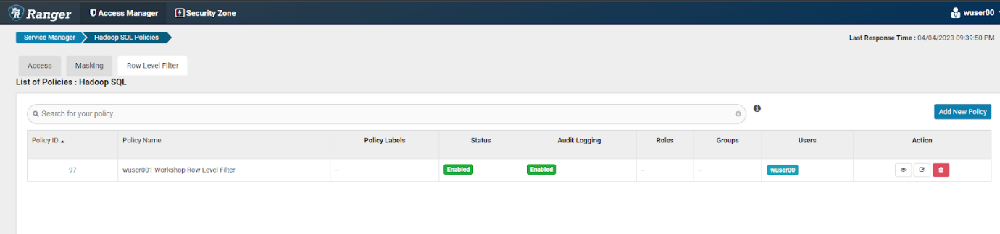 Ranger Access Manager Security Zone wuser00
Service Manager Hadoop SQL Policies Last Response Time : 04/04/2023 09:39:50 PM
Access Masking Row Level Filter
List of Policies : Hadoop SQL
Search for your policy... Add New Policy
Policy ID Policy Name Policy Labels Status Audit Logging Roles Groups Users Action
97 wuser001 Workshop Row Level Filter -- Enabled Enabled -- -- wuser00